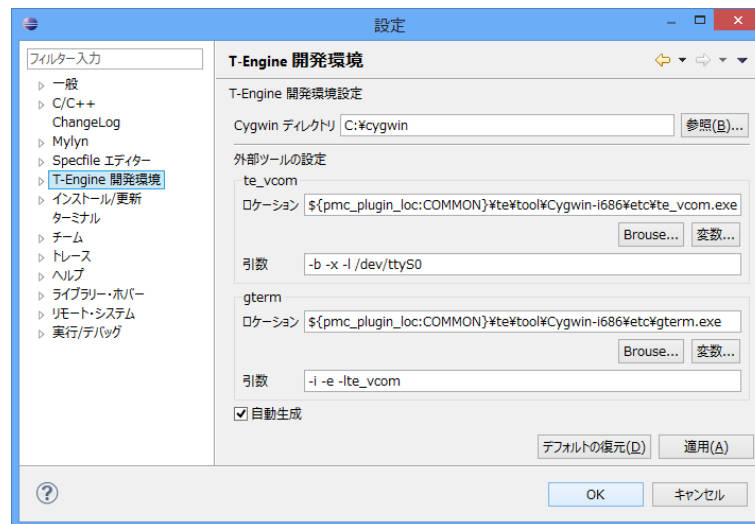 設定
フィルター入力
一般
C/C++
ChangeLog
Mylyn
Specfile エディター
T-Engine 開発環境
インストール/更新
ターミナル
チーム
トレース
ヘルプ
ライブラリー・ホバー
リモート・システム
実行/デバッグ
T-Engine 開発環境
T-Engine 開発環境設定
Cygwin ディレクトリ C:¥cygwin 参照(B)...
外部ツールの設定
te_vcom
ロケーション ${pmc_plugin_loc:COMMON}¥te¥tool¥Cygwin-i686¥etc¥te_vcom.exe
Browse... 変数...
引数 -b -x -l /dev/ttyS0
gterm
ロケーション ${pmc_plugin_loc:COMMON}¥te¥tool¥Cygwin-i686¥etc¥gterm.exe
Browse... 変数...
引数 -i -e -lte_vcom
自動生成
デフォルトの復元(D) 適用(A)
OK キャンセル